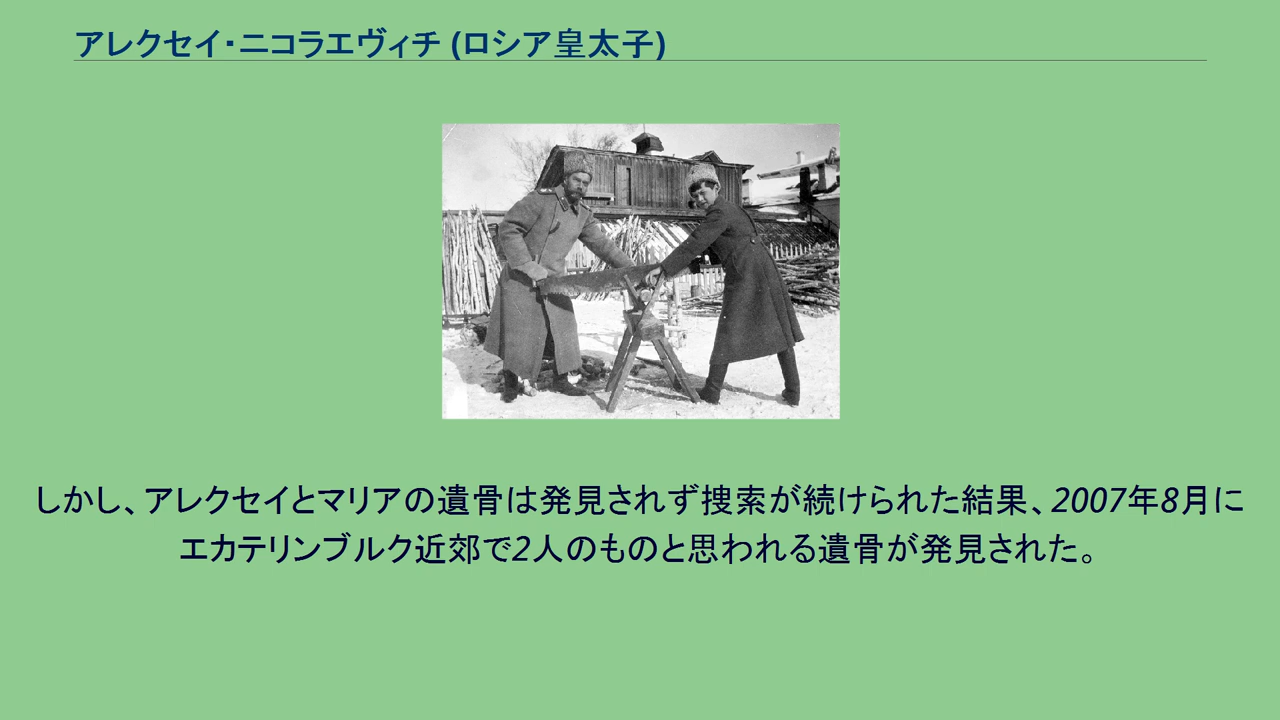 アレクセイ・ニコラエヴィチ (ロシア皇太子)
しかし、アレクセイとマリアの遺骨は発見されず捜索が続けられた結果、2007年8月に
エカテリンブルク近郊で2人のものと思われる遺骨が発見された。